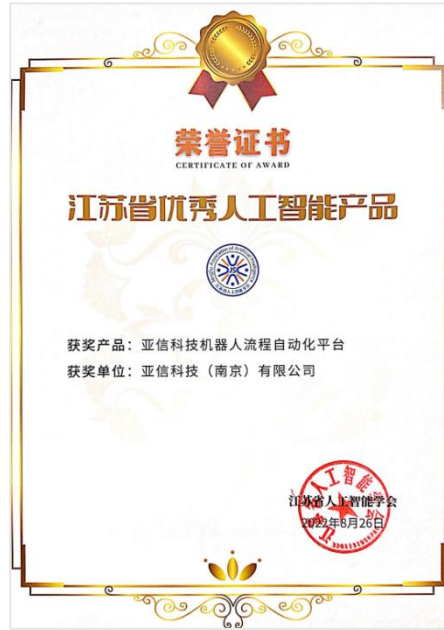 荣誉证书
CERTIFICATE OF AWARD
江苏省优秀人工智能产品
JSC
获奖产品：亚信科技机器人流程自动化平台
获奖单位：亚信科技（南京）有限公司
江苏省人工智能学会
2022年8月26日